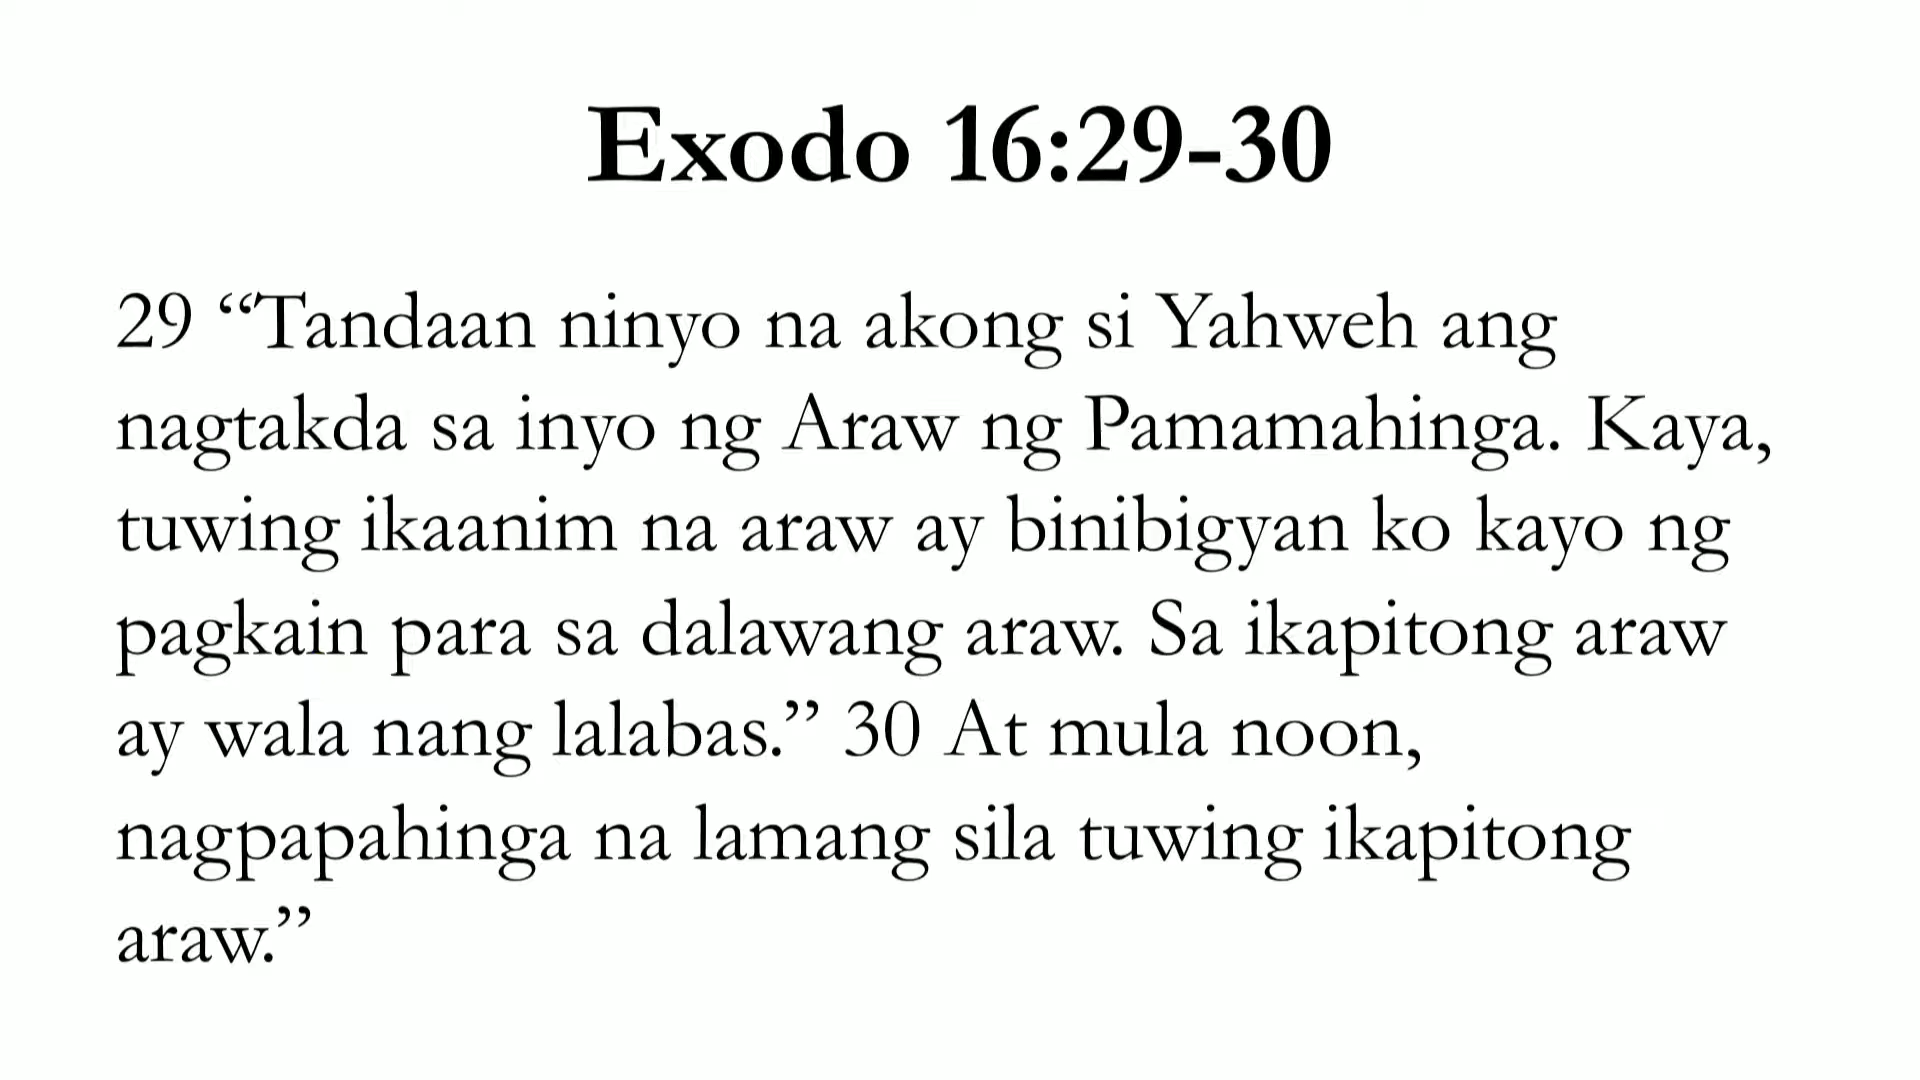 Exodo 16:29-30
29 “Tandaan ninyo na akong si Yahweh ang
nagtakda sa inyo ng Araw ng Pamamahinga. Kaya,
tuwing ikaanim na araw ay binibigyan ko kayo ng
pagkain para sa dalawang araw. Sa ikapitong araw
ay wala nang lalabas.” 30 At mula noon,
nagpapahinga na lamang sila tuwing ikapitong
araw.”